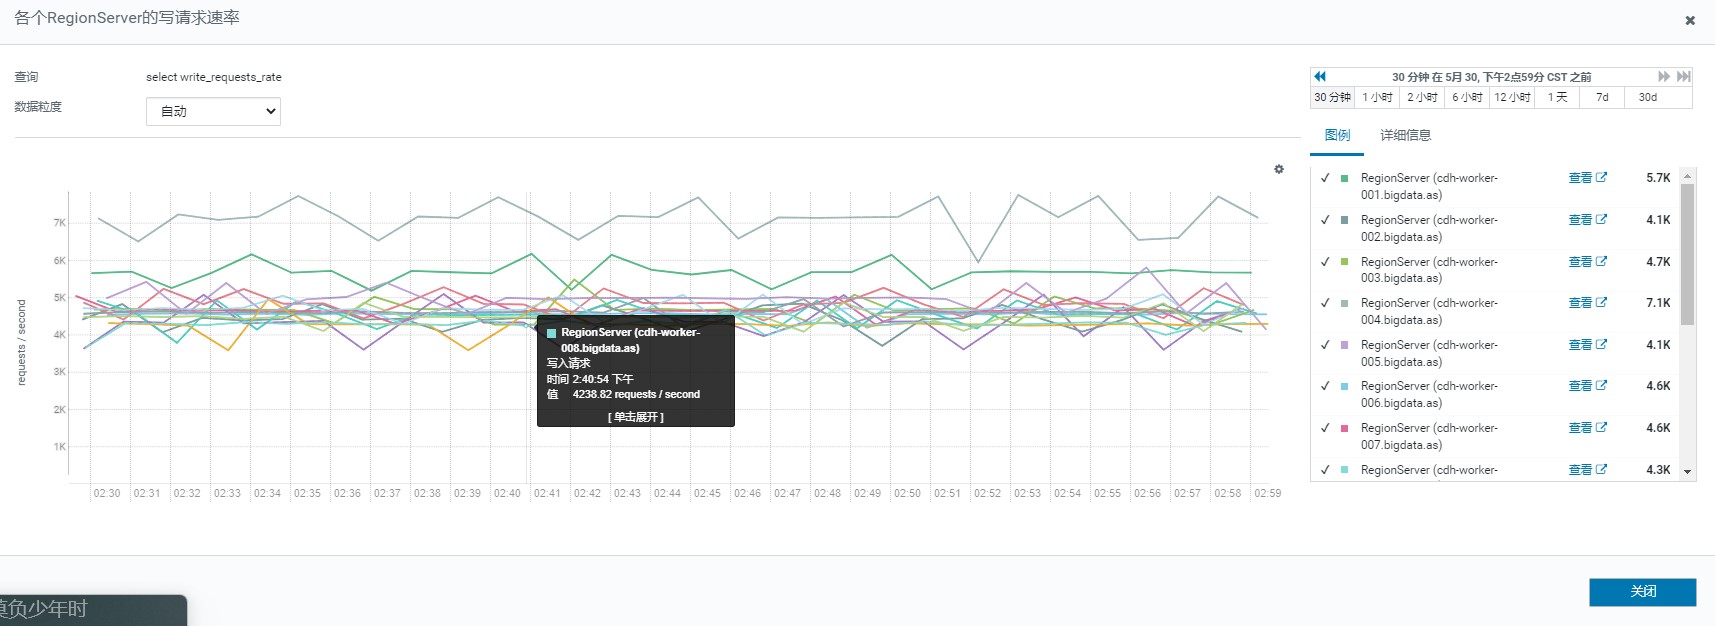 各个RegionServer的写请求速率
查询 select write_requests_rate
数据粒度 自动
30 分钟 在 5月 30, 下午2点59分 CST 之前
30 分钟 1 小时 2 小时 6 小时 12 小时 1 天 7d 30d
图例 详细信息
requests / second
7K
6K
5K
4K
3K
2K
1K
02:30 02:31 02:32 02:33 02:34 02:35 02:36 02:37 02:38 02:39 02:40 02:41 02:42 02:43 02:44 02:45 02:46 02:47 02:48 02:49 02:50 02:51 02:52 02:53 02:54 02:55 02:56 02:57 02:58 02:59
RegionServer (cdh-worker-
008.bigdata.as)
写入请求
时间 2:40:54 下午
值 4238.82 requests / second
[ 单击展开 ]
RegionServer (cdh-worker- 查看 5.7K
001.bigdata.as)
RegionServer (cdh-worker- 查看 4.1K
002.bigdata.as)
RegionServer (cdh-worker- 查看 4.7K
003.bigdata.as)
RegionServer (cdh-worker- 查看 7.1K
004.bigdata.as)
RegionServer (cdh-worker- 查看 4.1K
005.bigdata.as)
RegionServer (cdh-worker- 查看 4.6K
006.bigdata.as)
RegionServer (cdh-worker- 查看 4.6K
007.bigdata.as)
RegionServer (cdh-worker- 查看 4.3K
关闭
莫负少年时